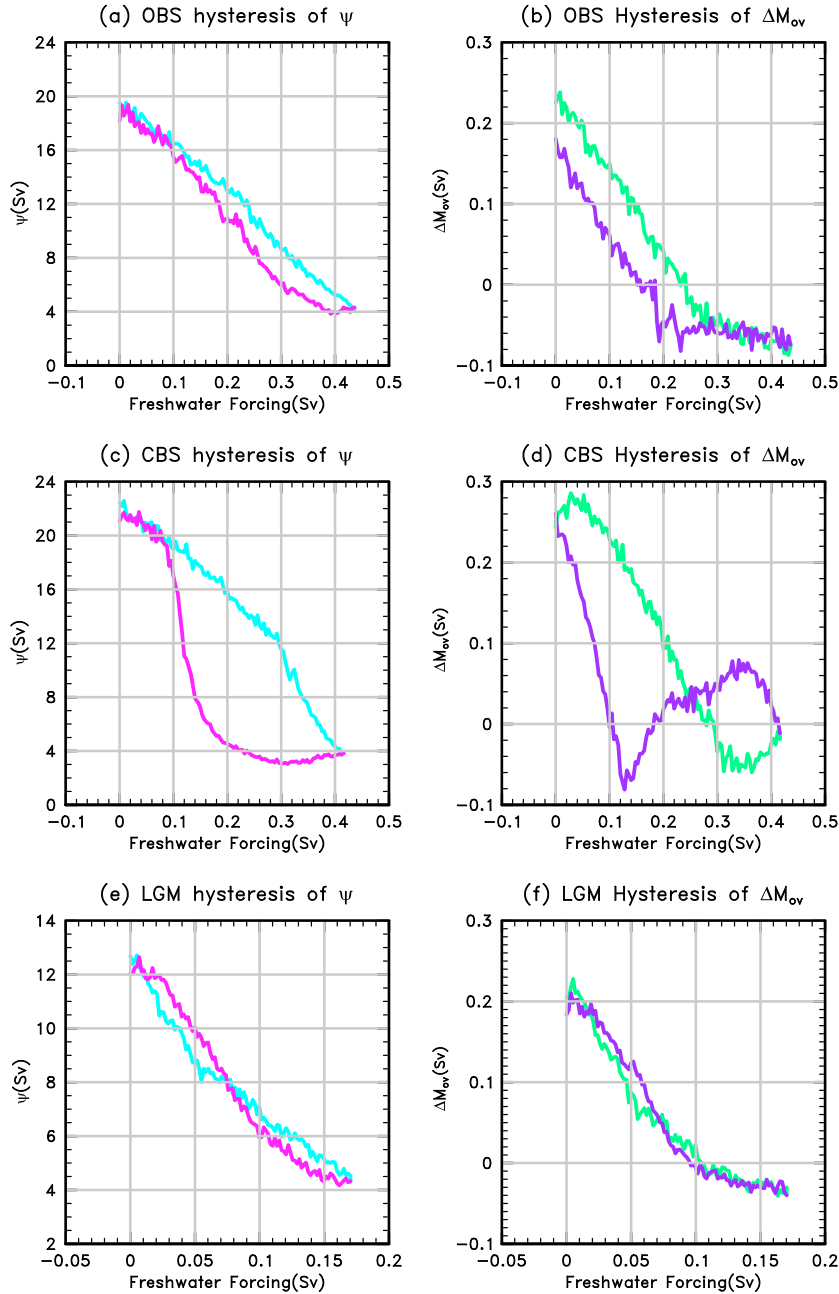 (a) OBS hysteresis of ψ
24
20
16
12
8
4
0
ψ(Sv)
−0.1 0 0.1 0.2 0.3 0.4 0.5
Freshwater Forcing(Sv)
(b) OBS Hysteresis of ΔMov
0.3
0.2
0.1
0
−0.1
ΔMov(Sv)
−0.1 0 0.1 0.2 0.3 0.4 0.5
Freshwater Forcing(Sv)
(c) CBS hysteresis of ψ
24
20
16
12
8
4
0
ψ(Sv)
−0.1 0 0.1 0.2 0.3 0.4 0.5
Freshwater Forcing(Sv)
(d) CBS Hysteresis of ΔMov
0.3
0.2
0.1
0
−0.1
ΔMov(Sv)
−0.1 0 0.1 0.2 0.3 0.4 0.5
Freshwater Forcing(Sv)
(e) LGM hysteresis of ψ
14
12
10
8
6
4
2
ψ(Sv)
−0.05 0 0.05 0.1 0.15 0.2
Freshwater Forcing(Sv)
(f) LGM Hysteresis of ΔMov
0.3
0.2
0.1
0
−0.1
ΔMov(Sv)
−0.05 0 0.05 0.1 0.15 0.2
Freshwater Forcing(Sv)